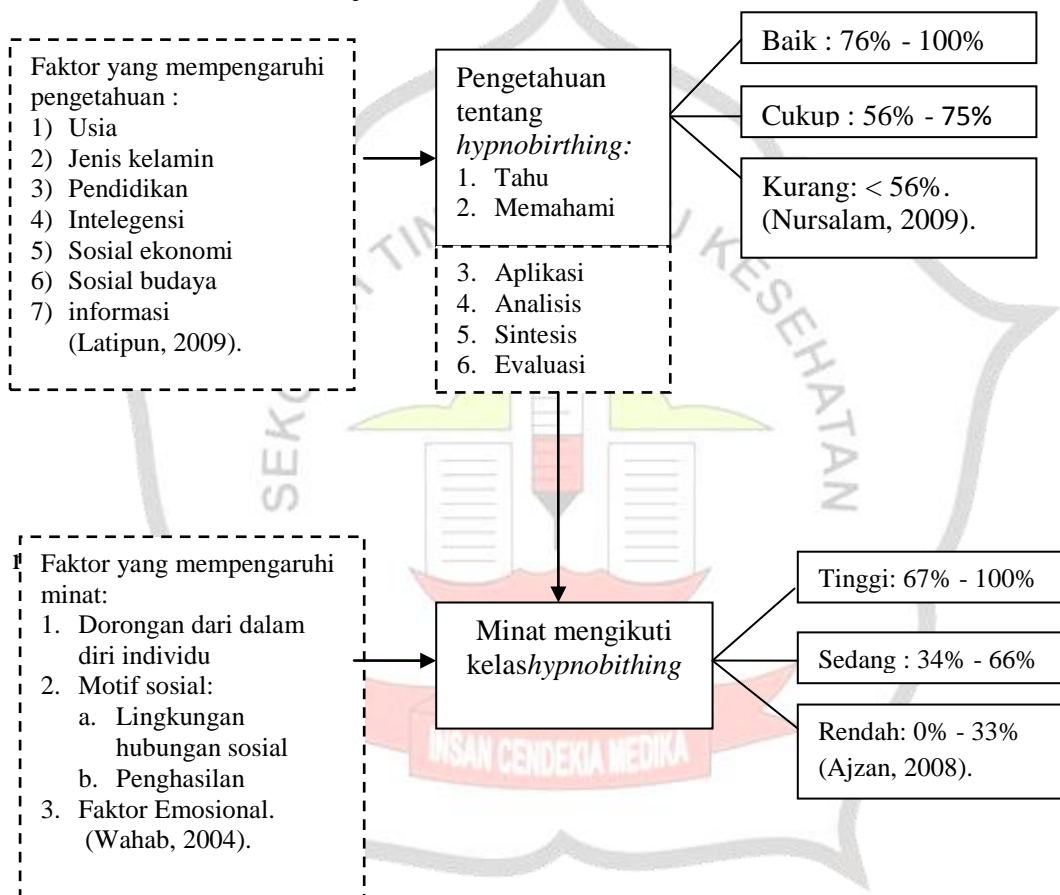 Faktor yang mempengaruhi
pengetahuan :
1) Usia
2) Jenis kelamin
3) Pendidikan
4) Intelegensi
5) Sosial ekonomi
6) Sosial budaya
7) informasi
(Latipun, 2009).
Pengetahuan
tentang
hypnobirthing:
1. Tahu
2. Memahami
3. Aplikasi
4. Analisis
5. Sintesis
6. Evaluasi
Baik : 76% - 100%
Cukup : 56% - 75%
Kurang: < 56%.
(Nursalam, 2009).
Faktor yang mempengaruhi
minat:
1. Dorongan dari dalam
diri individu
2. Motif sosial:
a. Lingkungan
hubungan sosial
b. Penghasilan
3. Faktor Emosional.
(Wahab, 2004).
Minat mengikuti
kelashypnobithing
Tinggi: 67% - 100%
Sedang : 34% - 66%
Rendah: 0% - 33%
(Ajzan, 2008).
KESEHATAN
INSAN CENDEKIA MEDIKA